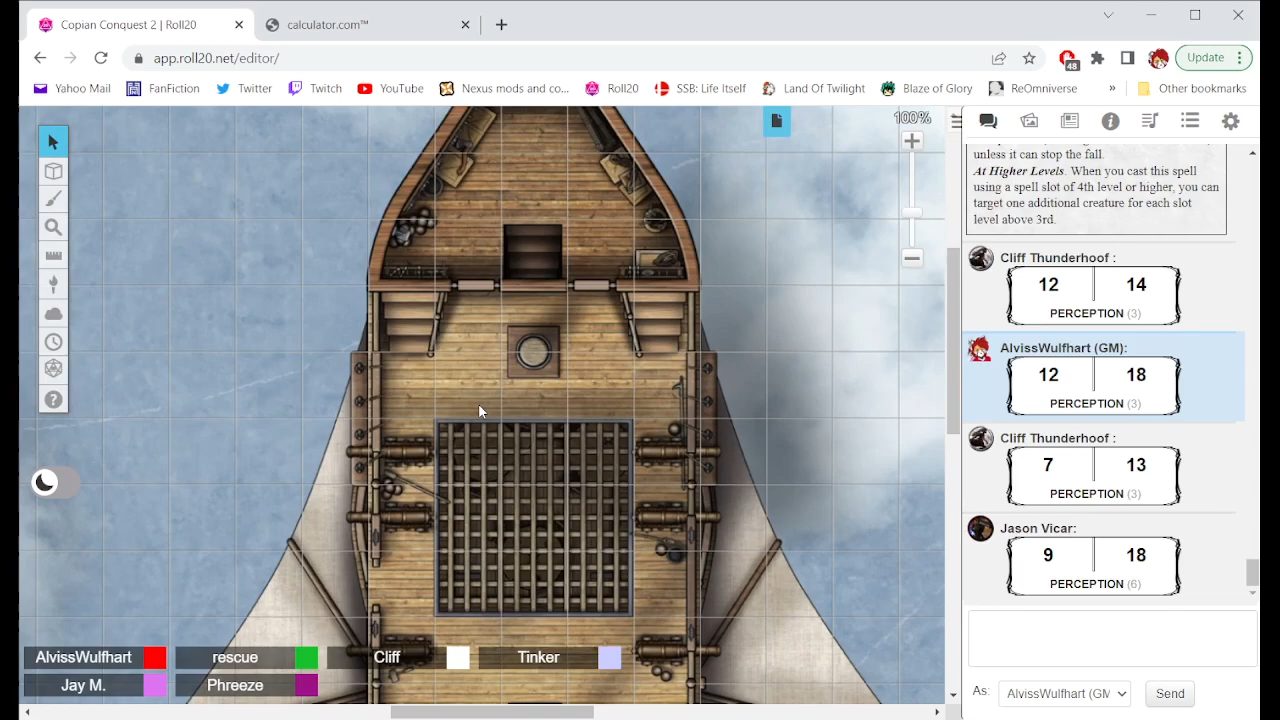 Copian Conquest 2 | Roll20
calculator.com™
app.roll20.net/editor/
48
Update
Yahoo Mail
FanFiction
Twitter
Twitch
YouTube
Nexus mods and co...
Roll20
SSB: Life Itself
Land Of Twilight
Blaze of Glory
ReOmniverse
»
Other bookmarks
100%
unless it can stop the fall.
At Higher Levels. When you cast this spell
using a spell slot of 4th level or higher, you can
target one additional creature for each slot
level above 3rd.
Cliff Thunderhoof :
12 14
PERCEPTION (3)
AlvissWulfhart (GM):
12 18
PERCEPTION (3)
Cliff Thunderhoof :
7 13
PERCEPTION (3)
Jason Vicar:
9 18
PERCEPTION (6)
AlvissWulfhart
rescue
Cliff
Tinker
Jay M.
Phreeze
As:
AlvissWulfhart (GM
Send